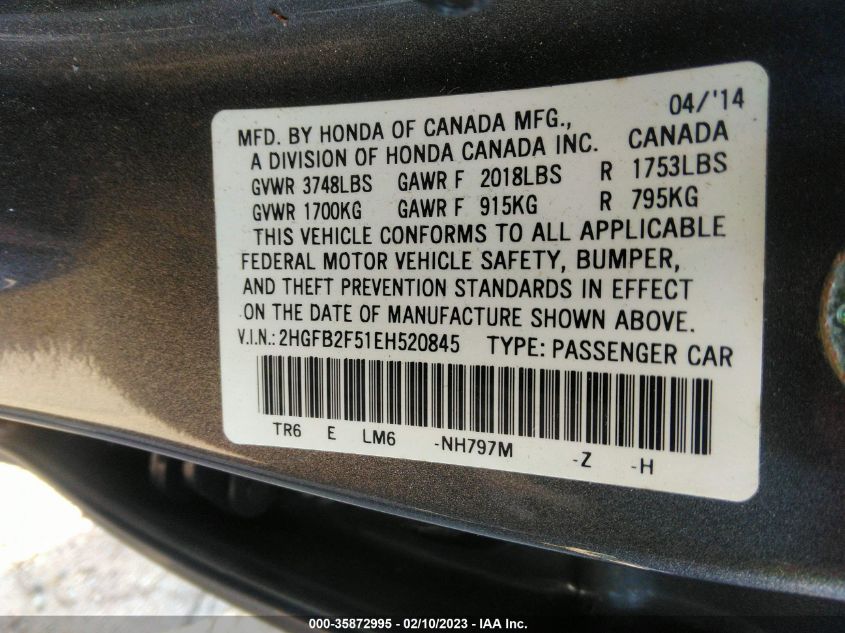 04/'14
MFD. BY HONDA OF CANADA MFG.,
A DIVISION OF HONDA CANADA INC. CANADA
GVWR 3748LBS GAWR F 2018LBS R 1753LBS
GVWR 1700KG GAWR F 915KG R 795KG
THIS VEHICLE CONFORMS TO ALL APPLICABLE
FEDERAL MOTOR VEHICLE SAFETY, BUMPER,
AND THEFT PREVENTION STANDARDS IN EFFECT
ON THE DATE OF MANUFACTURE SHOWN ABOVE.
V.I.N.: 2HGFB2F51EH520845 TYPE: PASSENGER CAR
TR6 E LM6 -NH797M -Z -H
000-35872995 - 02/10/2023 - IAA Inc.